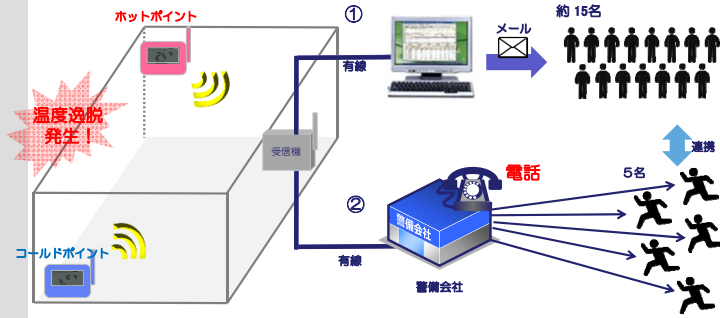 ホットポイント
①
約 15名
メール
有線
温度逸脱
発生！
受信機
連携
電話
５名
②
警備会社
コールドポイント
有線
警備会社